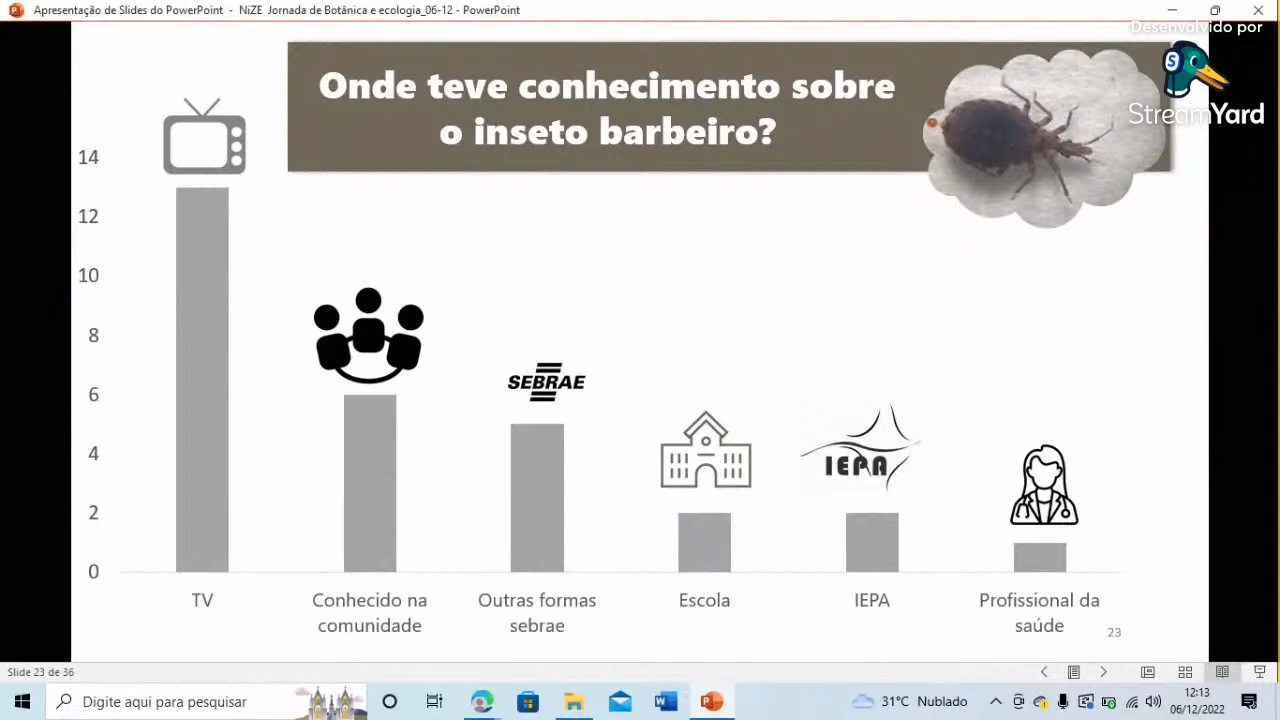 Apresentação de Slides do PowerPoint - NiZE Jornada de Botânica e ecologia_06-12 - PowerPoint
Desenvolvido por
StreamYard
Onde teve conhecimento sobre
o inseto barbeiro?
14
12
10
8
6
4
2
0
SEBRAE
IEPA
TV
Conhecido na
comunidade
Outras formas
sebrae
Escola
IEPA
Profissional da
saúde
23
Slide 23 de 36
Digite aqui para pesquisar
31°C Nublado
12:13
06/12/2022